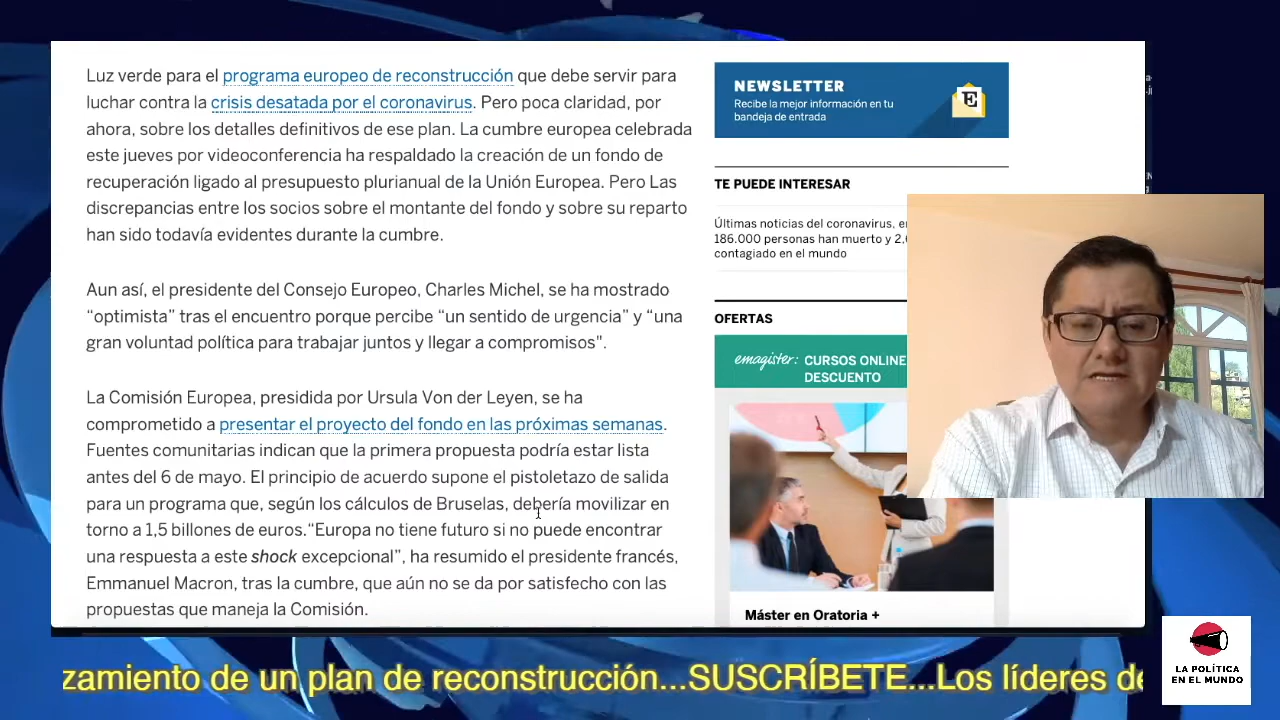 Luz verde para el programa europeo de reconstrucción que debe servir para
luchar contra la crisis desatada por el coronavirus. Pero poca claridad, por
ahora, sobre los detalles definitivos de ese plan. La cumbre europea celebrada
este jueves por videoconferencia ha respaldado la creación de un fondo de
recuperación ligado al presupuesto plurianual de la Unión Europea. Pero Las
discrepancias entre los socios sobre el montante del fondo y sobre su reparto
han sido todavía evidentes durante la cumbre.
Aun así, el presidente del Consejo Europeo, Charles Michel, se ha mostrado
“optimista” tras el encuentro porque percibe “un sentido de urgencia” y “una
gran voluntad política para trabajar juntos y llegar a compromisos".
La Comisión Europea, presidida por Ursula Von der Leyen, se ha
comprometido a presentar el proyecto del fondo en las próximas semanas.
Fuentes comunitarias indican que la primera propuesta podría estar lista
antes del 6 de mayo. El principio de acuerdo supone el pistoletazo de salida
para un programa que, según los cálculos de Bruselas, debería movilizar en
torno a 1,5 billones de euros.“Europa no tiene futuro si no puede encontrar
una respuesta a este shock excepcional”, ha resumido el presidente francés,
Emmanuel Macron, tras la cumbre, que aún no se da por satisfecho con las
propuestas que maneja la Comisión.
NEWSLETTER
Recibe la mejor información en tu
bandeja de entrada
TE PUEDE INTERESAR
Últimas noticias del coronavirus, en
186.000 personas han muerto y 2,
contagiado en el mundo
OFERTAS
emagister: CURSOS ONLINE
DESCUENTO
Máster en Oratoria +
zamiento de un plan de reconstrucción...SUSCRÍBETE...Los líderes de
LA POLÍTICA
EN EL MUNDO